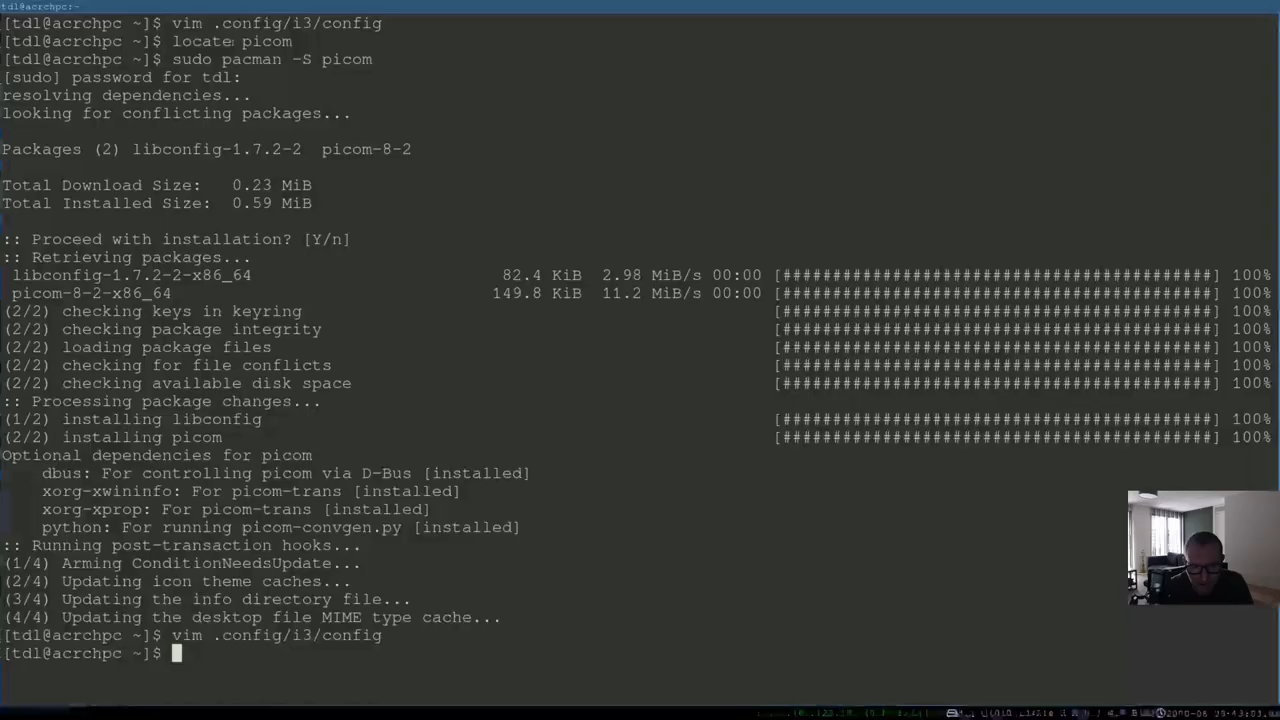 tdl@acrchpc:~
[tdl@acrchpc ~]$ vim .config/i3/config
[tdl@acrchpc ~]$ locate picom
[tdl@acrchpc ~]$ sudo pacman -S picom
[sudo] password for tdl:
resolving dependencies...
looking for conflicting packages...
Packages (2) libconfig-1.7.2-2  picom-8-2
Total Download Size:   0.23 MiB
Total Installed Size:  0.59 MiB
:: Proceed with installation? [Y/n]
:: Retrieving packages...
libconfig-1.7.2-2-x86_64 82.4 KiB 2.98 MiB/s 00:00 [##########################################] 100%
picom-8-2-x86_64 149.8 KiB 11.2 MiB/s 00:00 [##########################################] 100%
(2/2) checking keys in keyring [##########################################] 100%
(2/2) checking package integrity [##########################################] 100%
(2/2) loading package files [##########################################] 100%
(2/2) checking for file conflicts [##########################################] 100%
(2/2) checking available disk space [##########################################] 100%
:: Processing package changes...
(1/2) installing libconfig [##########################################] 100%
(2/2) installing picom [##########################################] 100%
Optional dependencies for picom
dbus: For controlling picom via D-Bus [installed]
xorg-xwininfo: For picom-trans [installed]
xorg-xprop: For picom-trans [installed]
python: For running picom-convgen.py [installed]
:: Running post-transaction hooks...
(1/4) Arming ConditionNeedsUpdate...
(2/4) Updating icon theme caches...
(3/4) Updating the info directory file...
(4/4) Updating the desktop file MIME type cache...
[tdl@acrchpc ~]$ vim .config/i3/config
[tdl@acrchpc ~]$